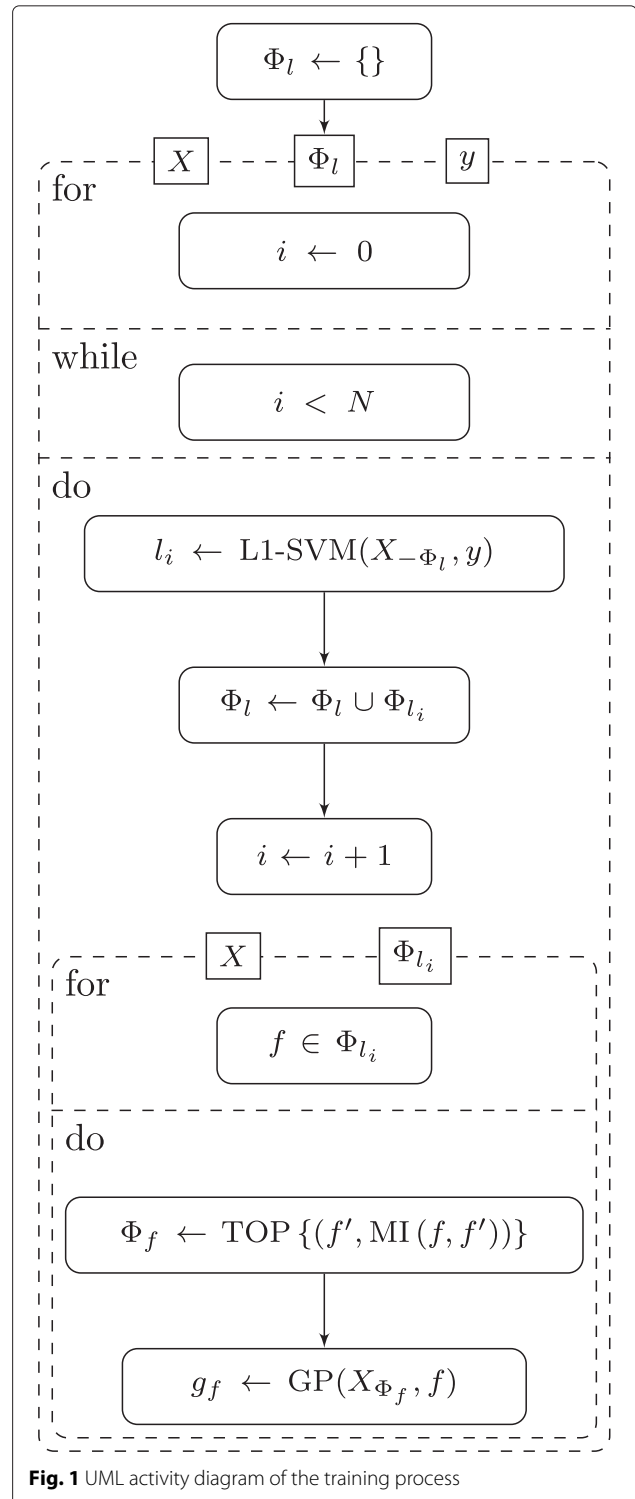 Φ_l ← {}
X Φ_l y
for
i ← 0
while
i < N
do
l_i ← L1-SVM(X_{−Φ_l}, y)
Φ_l ← Φ_l ∪ Φ_{l_i}
i ← i + 1
X Φ_{l_i}
for
f ∈ Φ_{l_i}
do
Φ_f ← TOP {(f′, MI (f, f′))}
g_f ← GP(X_{Φ_f}, f)
Fig. 1 UML activity diagram of the training process